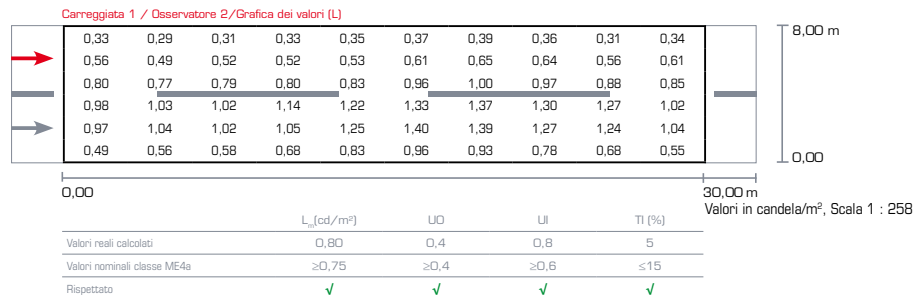 Carreggiata 1 / Osservatore 2/Grafica dei valori (L)
0,33 0,29 0,31 0,33 0,35 0,37 0,39 0,36 0,31 0,34
8,00 m
0,56 0,49 0,52 0,52 0,53 0,61 0,65 0,64 0,56 0,61
0,80 0,77 0,79 0,80 0,83 0,96 1,00 0,97 0,88 0,85
0,98 1,03 1,02 1,14 1,22 1,33 1,37 1,30 1,27 1,02
0,97 1,04 1,02 1,05 1,25 1,40 1,39 1,27 1,24 1,04
0,49 0,56 0,58 0,68 0,83 0,96 0,93 0,78 0,68 0,55
0,00
0,00 30,00 m
Valori in candela/m², Scala 1 : 258
Lm(cd/m²) UO UI TI (%)
Valori reali calcolati 0,80 0,4 0,8 5
Valori nominali classe ME4a ≥0,75 ≥0,4 ≥0,6 ≤15
Rispettato √ √ √ √